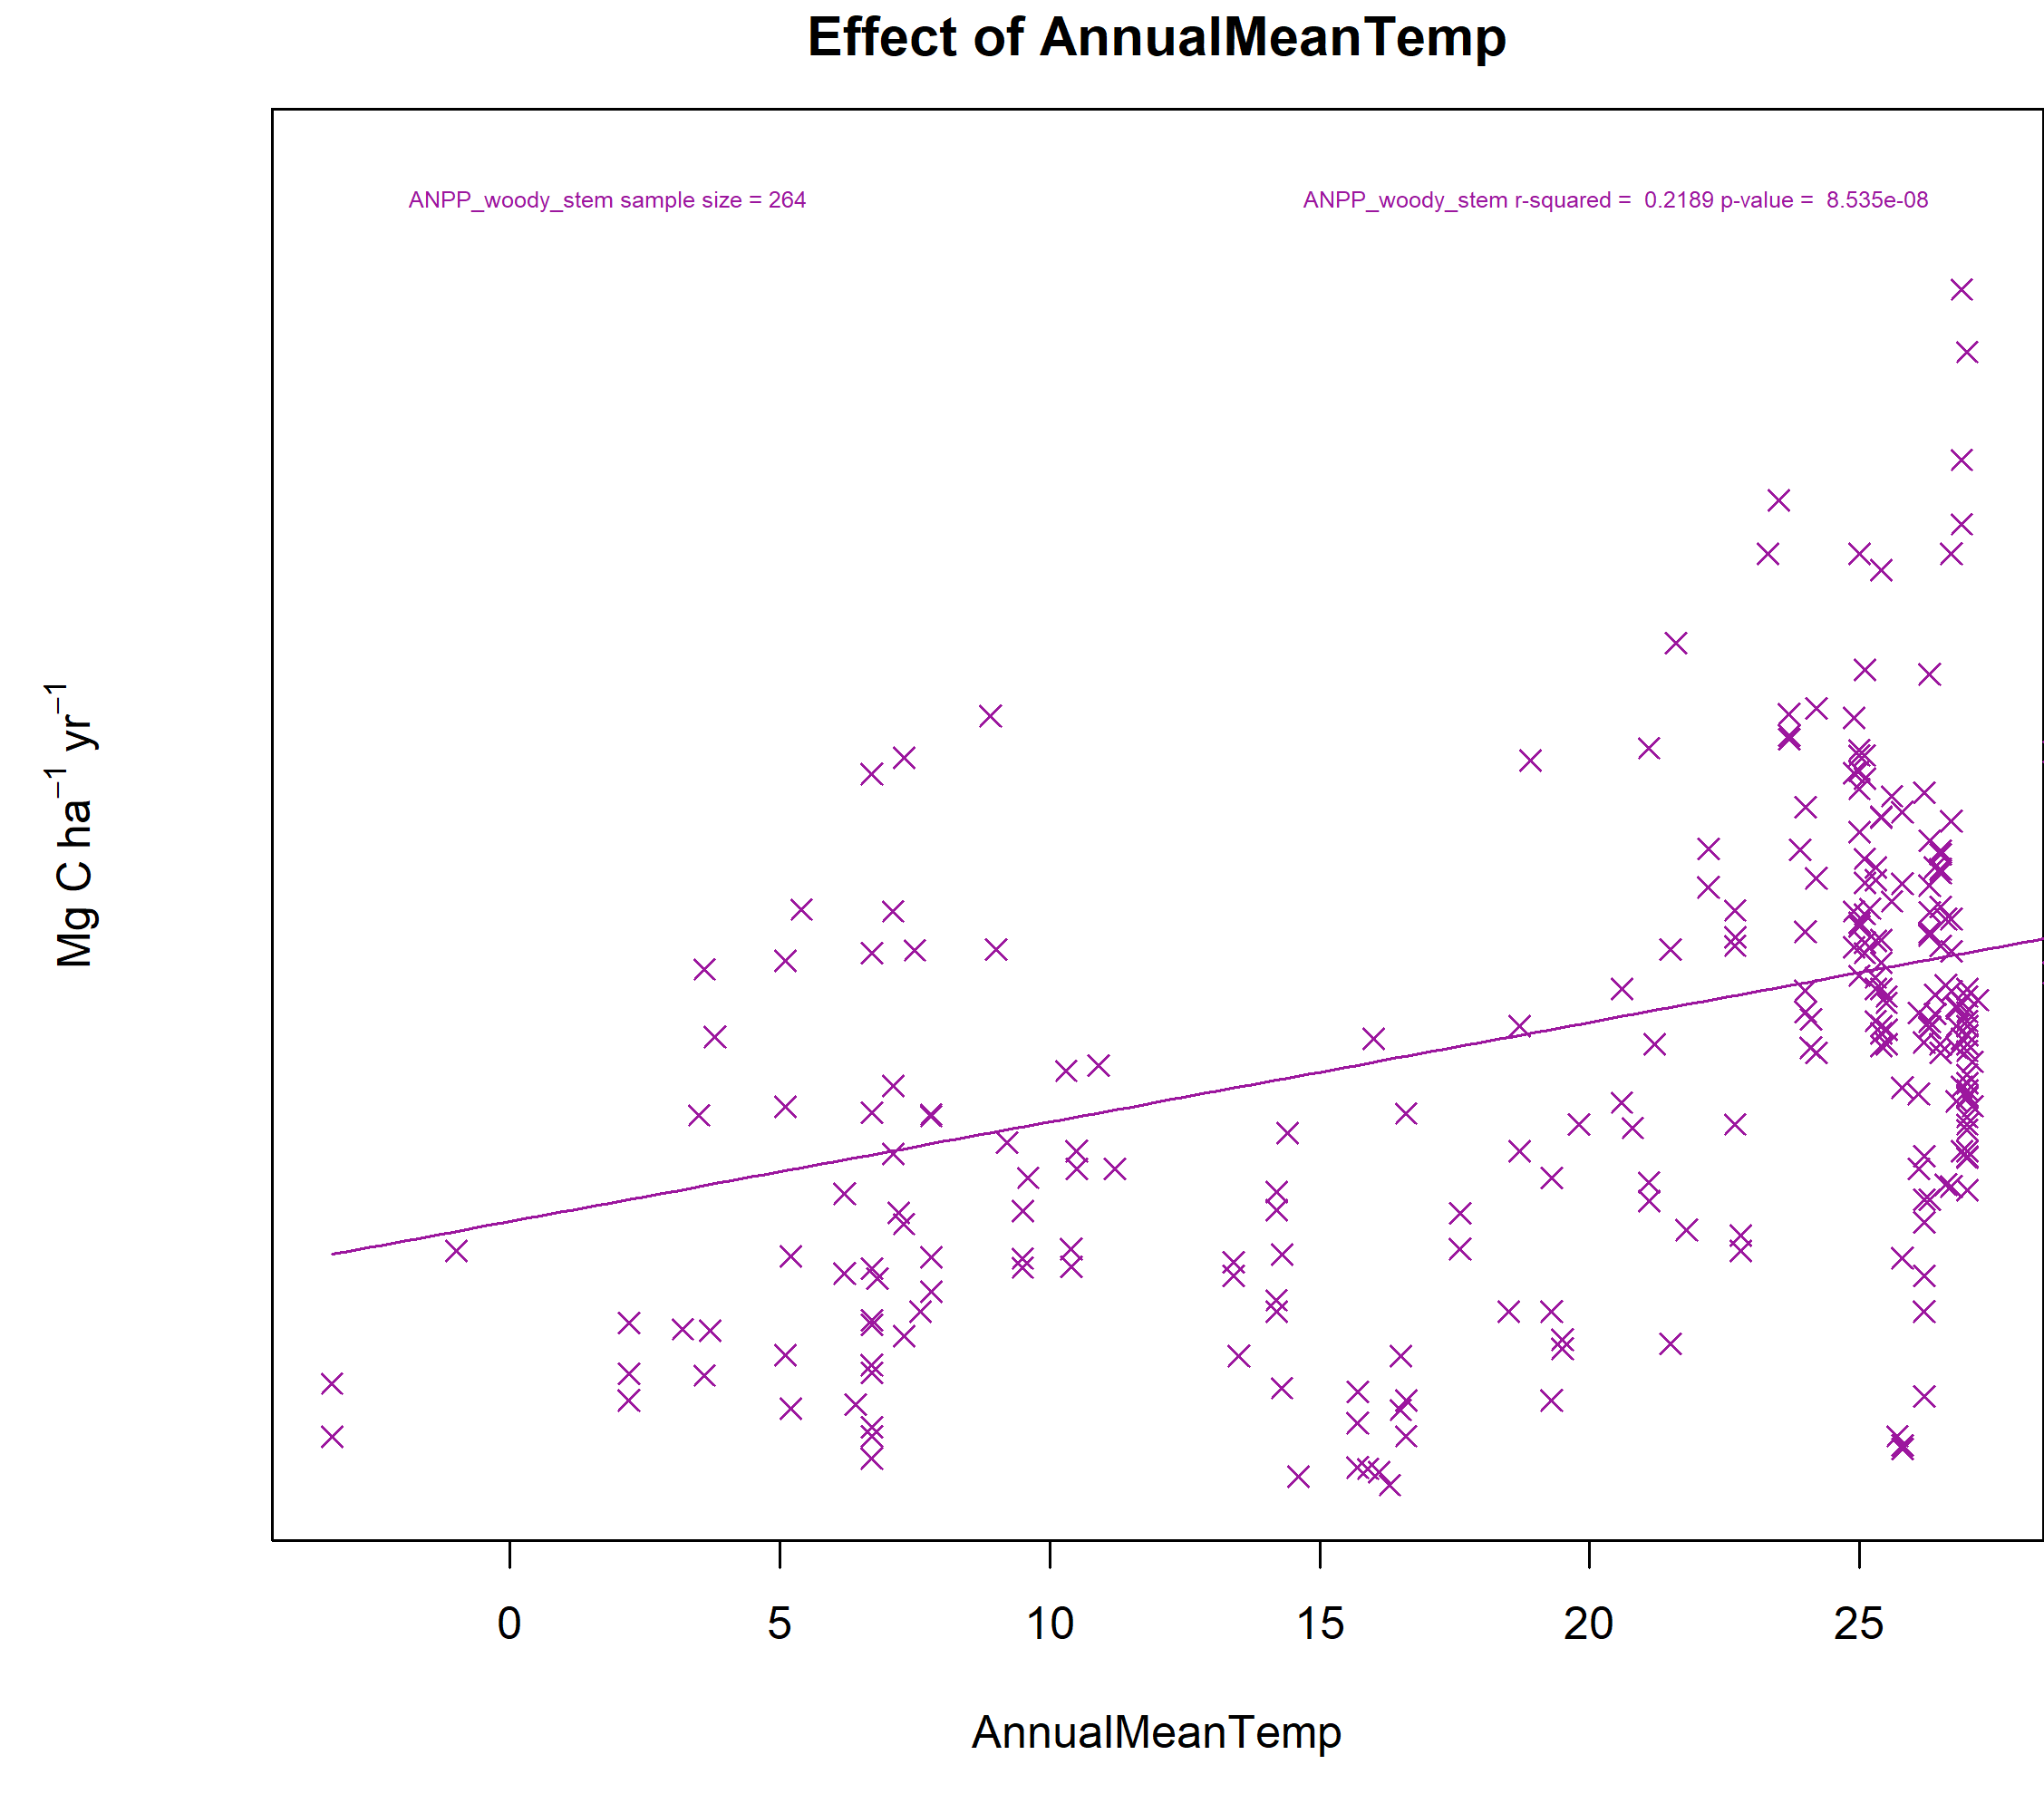 Effect of AnnualMeanTemp
ANPP_woody_stem sample size = 264
ANPP_woody_stem r-squared =  0.2189 p-value =  8.535e-08
Mg C ha⁻¹ yr⁻¹
0 5 10 15 20 25
AnnualMeanTemp